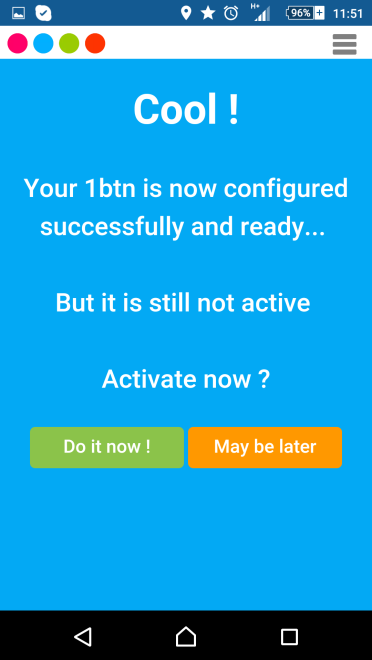 H+ 96% 11:51
Cool !
Your 1btn is now configured
successfully and ready...
But it is still not active
Activate now ?
Do it now ! May be later